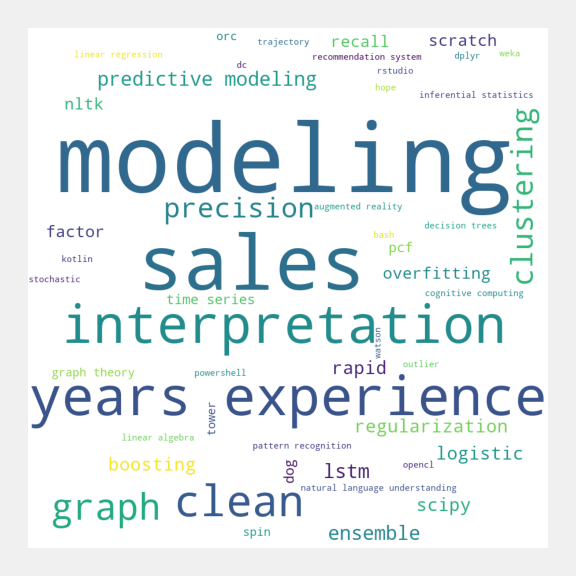 orc
trajectory
recall
scratch
linear regression
dc
recommendation system
dplyr
weka
rstudio
predictive modeling
hope
inferential statistics
nltk
modeling
clustering
precision
augmented reality
factor
bash
decision trees
pcf
kotlin
sales
stochastic
overfitting
time series
cognitive computing
interpretation
watson
graph theory
powershell
rapid
outlier
years experience
tower
regularization
linear algebra
pattern recognition
logistic
boosting
dog
lstm
opencl
natural language understanding
graph
clean
scipy
spin
ensemble